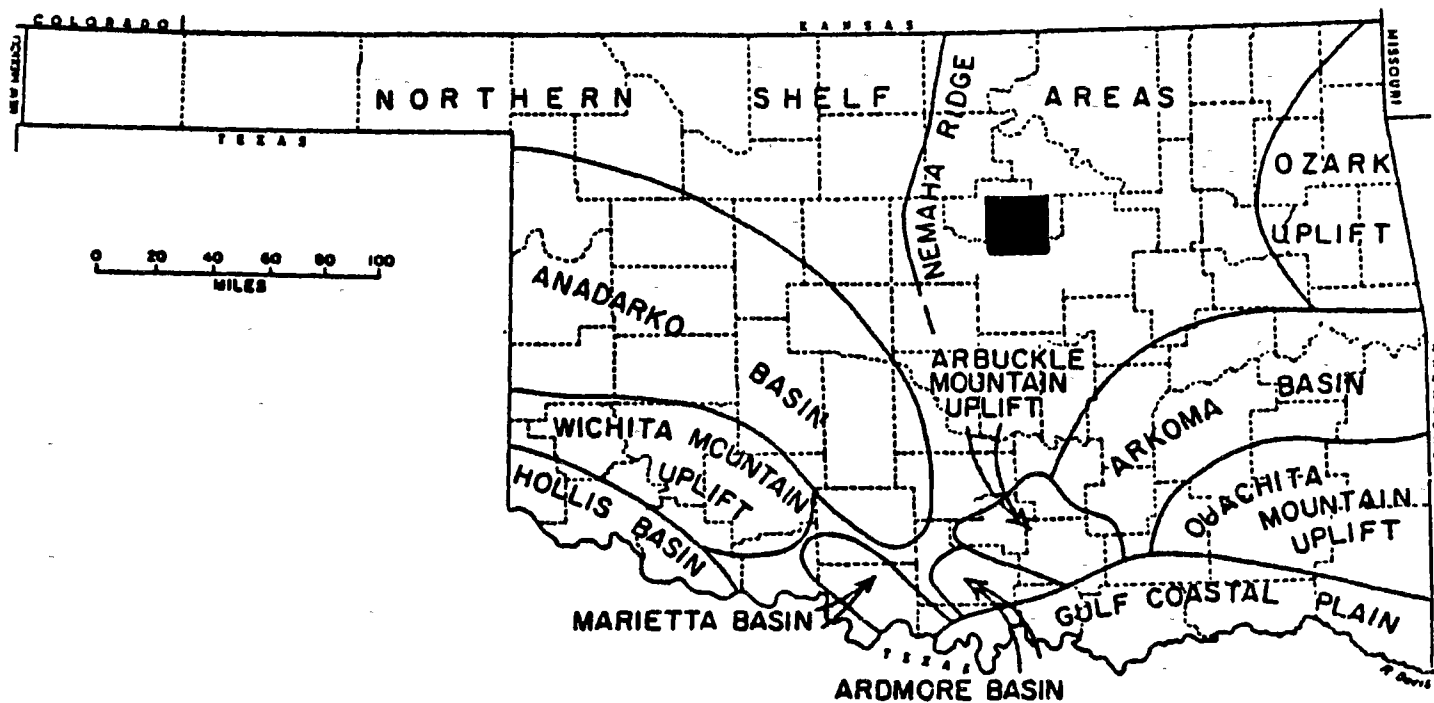 COLORADO
KANSAS
NEW MEXICO
MISSOURI
NORTHERN SHELF AREAS
TEXAS
NEMAHA RIDGE
OZARK
UPLIFT
0 20 40 60 80 100
MILES
ANADARKO
BASIN
ARBUCKLE
MOUNTAIN
UPLIFT
ARKOMA
BASIN
WICHITA MOUNTAIN
UPLIFT
HOLLIS BASIN
OUACHITA
MOUNTAIN
UPLIFT
MARIETTA BASIN
GULF COASTAL PLAIN
TEXAS
ARDMORE BASIN
R Davis